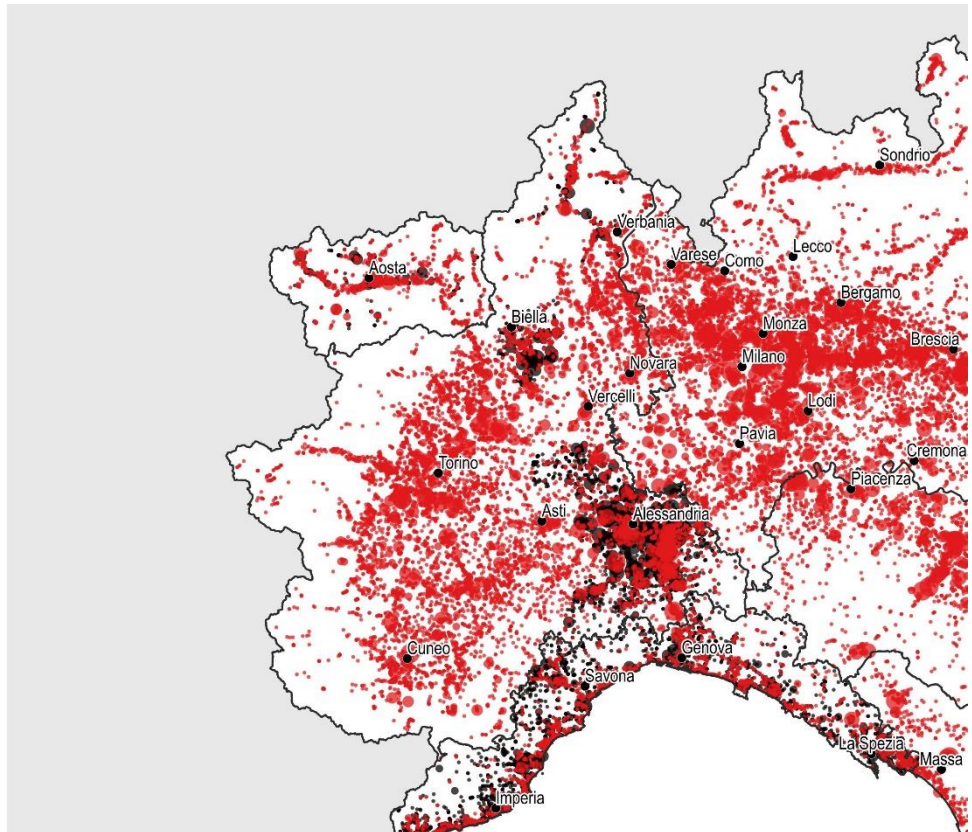 Sondrio
Verbania
Varese
Como
Lecco
Aosta
Bergamo
Biella
Monza
Brescia
Novara
Milano
Vercelli
Lodi
Pavia
Cremona
Torino
Piacenza
Asti
Alessandria
Cuneo
Genova
Savona
La Spezia
Massa
Imperia